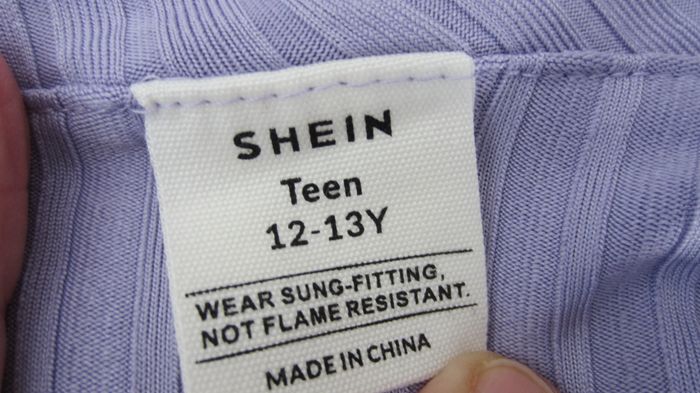 SHEIN
Teen
12-13Y
WEAR SUNG-FITTING,
NOT FLAME RESISTANT.
MADE IN CHINA